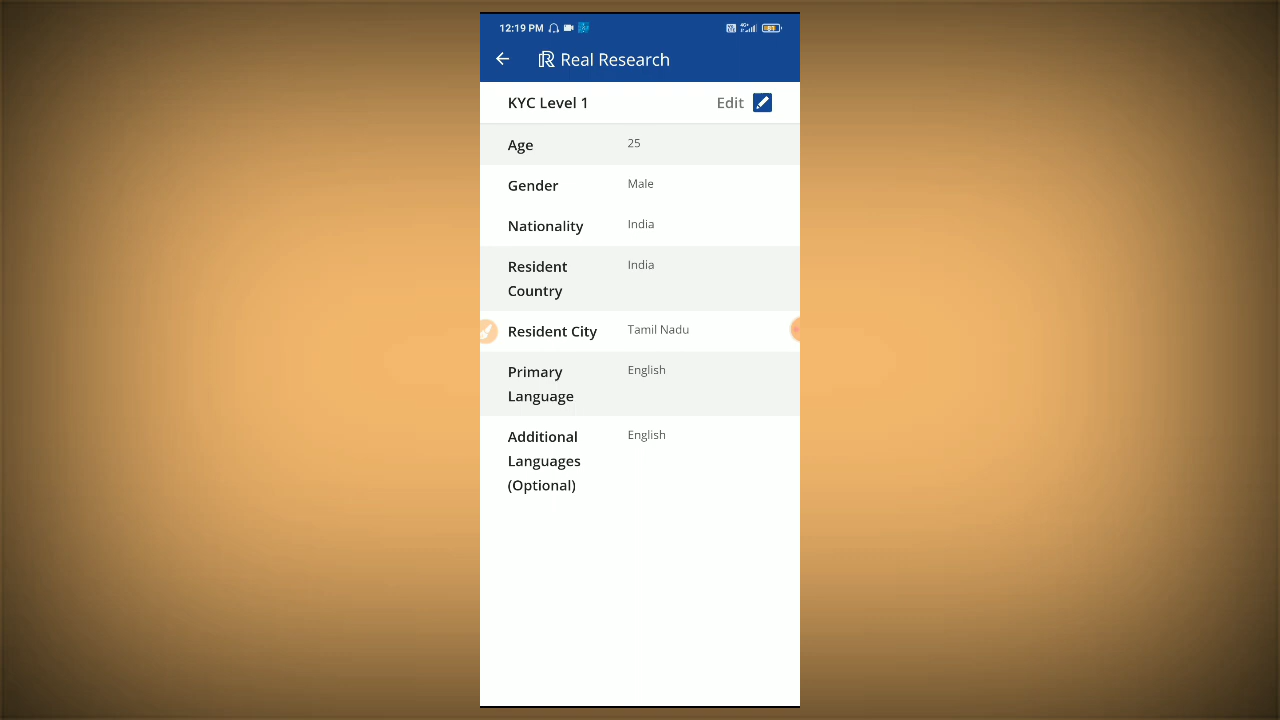 12:19 PM
Real Research
KYC Level 1 Edit
Age 25
Gender Male
Nationality India
Resident Country India
Resident City Tamil Nadu
Primary Language English
Additional Languages (Optional) English